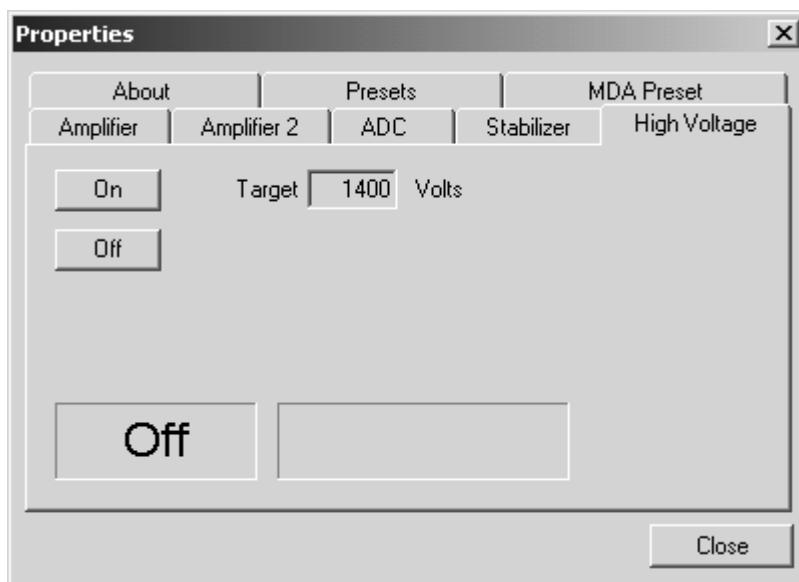 Properties
About Presets MDA Preset
Amplifier Amplifier 2 ADC Stabilizer High Voltage
On Target 1400 Volts
Off
Off
Close